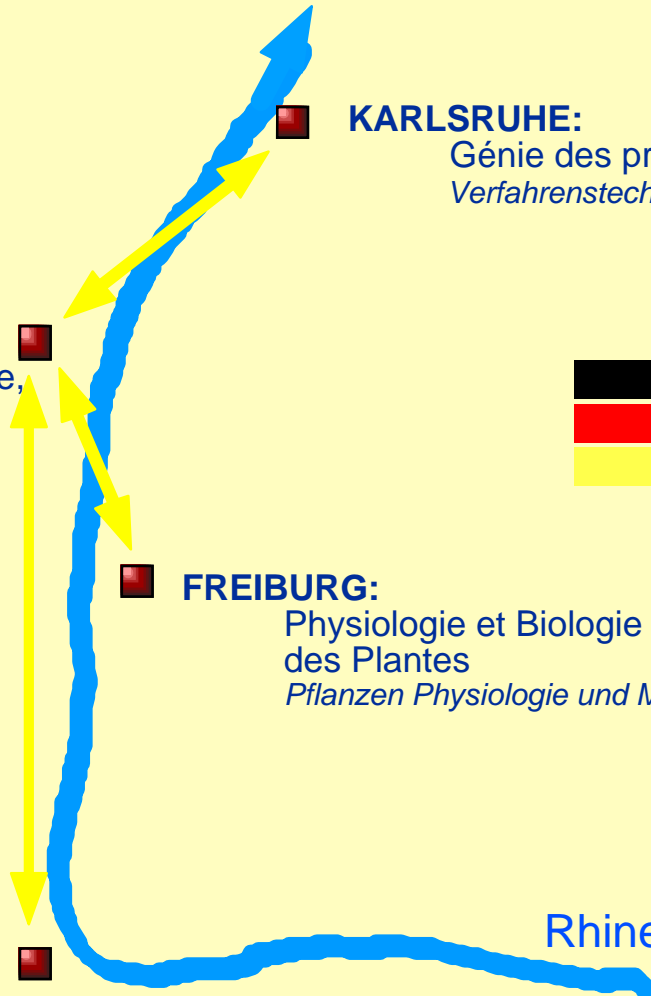 KARLSRUHE:
Génie des pr
Verfahrenstech
e,
FREIBURG:
Physiologie et Biologie
des Plantes
Pflanzen Physiologie und M
Rhine